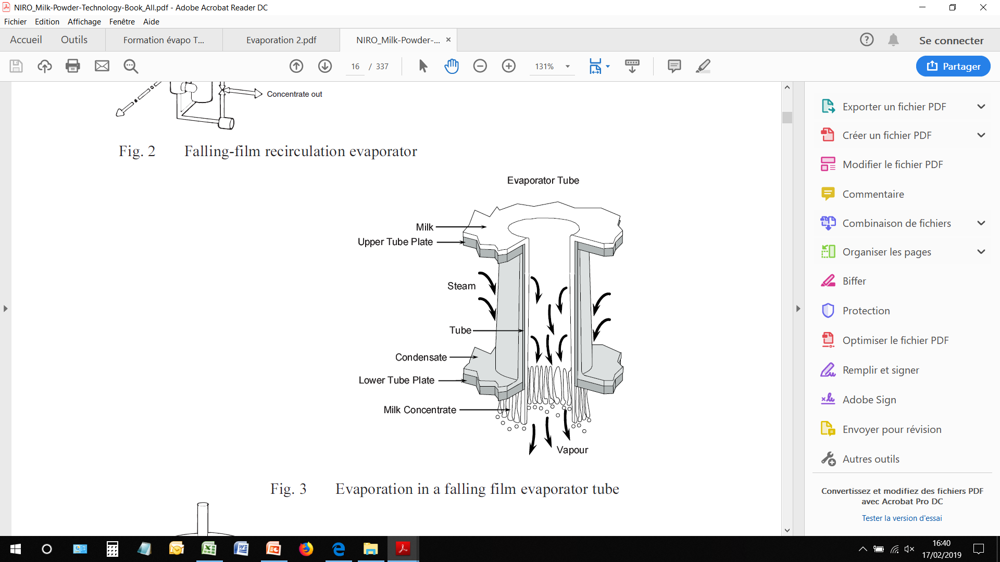 NIRO_Milk-Powder-Technology-Book_All.pdf - Adobe Acrobat Reader DC
Fichier Edition Affichage Fenêtre Aide
Accueil Outils Formation évapo T... Evaporation 2.pdf NIRO_Milk-Powder-... ×
Se connecter
16 / 337 131%
Partager
Concentrate out
Fig. 2 Falling-film recirculation evaporator
Evaporator Tube
Milk
Upper Tube Plate
Steam
Tube
Condensate
Lower Tube Plate
Milk Concentrate
Vapour
Fig. 3 Evaporation in a falling film evaporator tube
Exporter un fichier PDF
Créer un fichier PDF
Modifier le fichier PDF
Commentaire
Combinaison de fichiers
Organiser les pages
Biffer
Protection
Optimiser le fichier PDF
Remplir et signer
Adobe Sign
Envoyer pour révision
Autres outils
Convertissez et modifiez des fichiers PDF
avec Acrobat Pro DC
Tester la version d'essai
16:40
17/02/2019